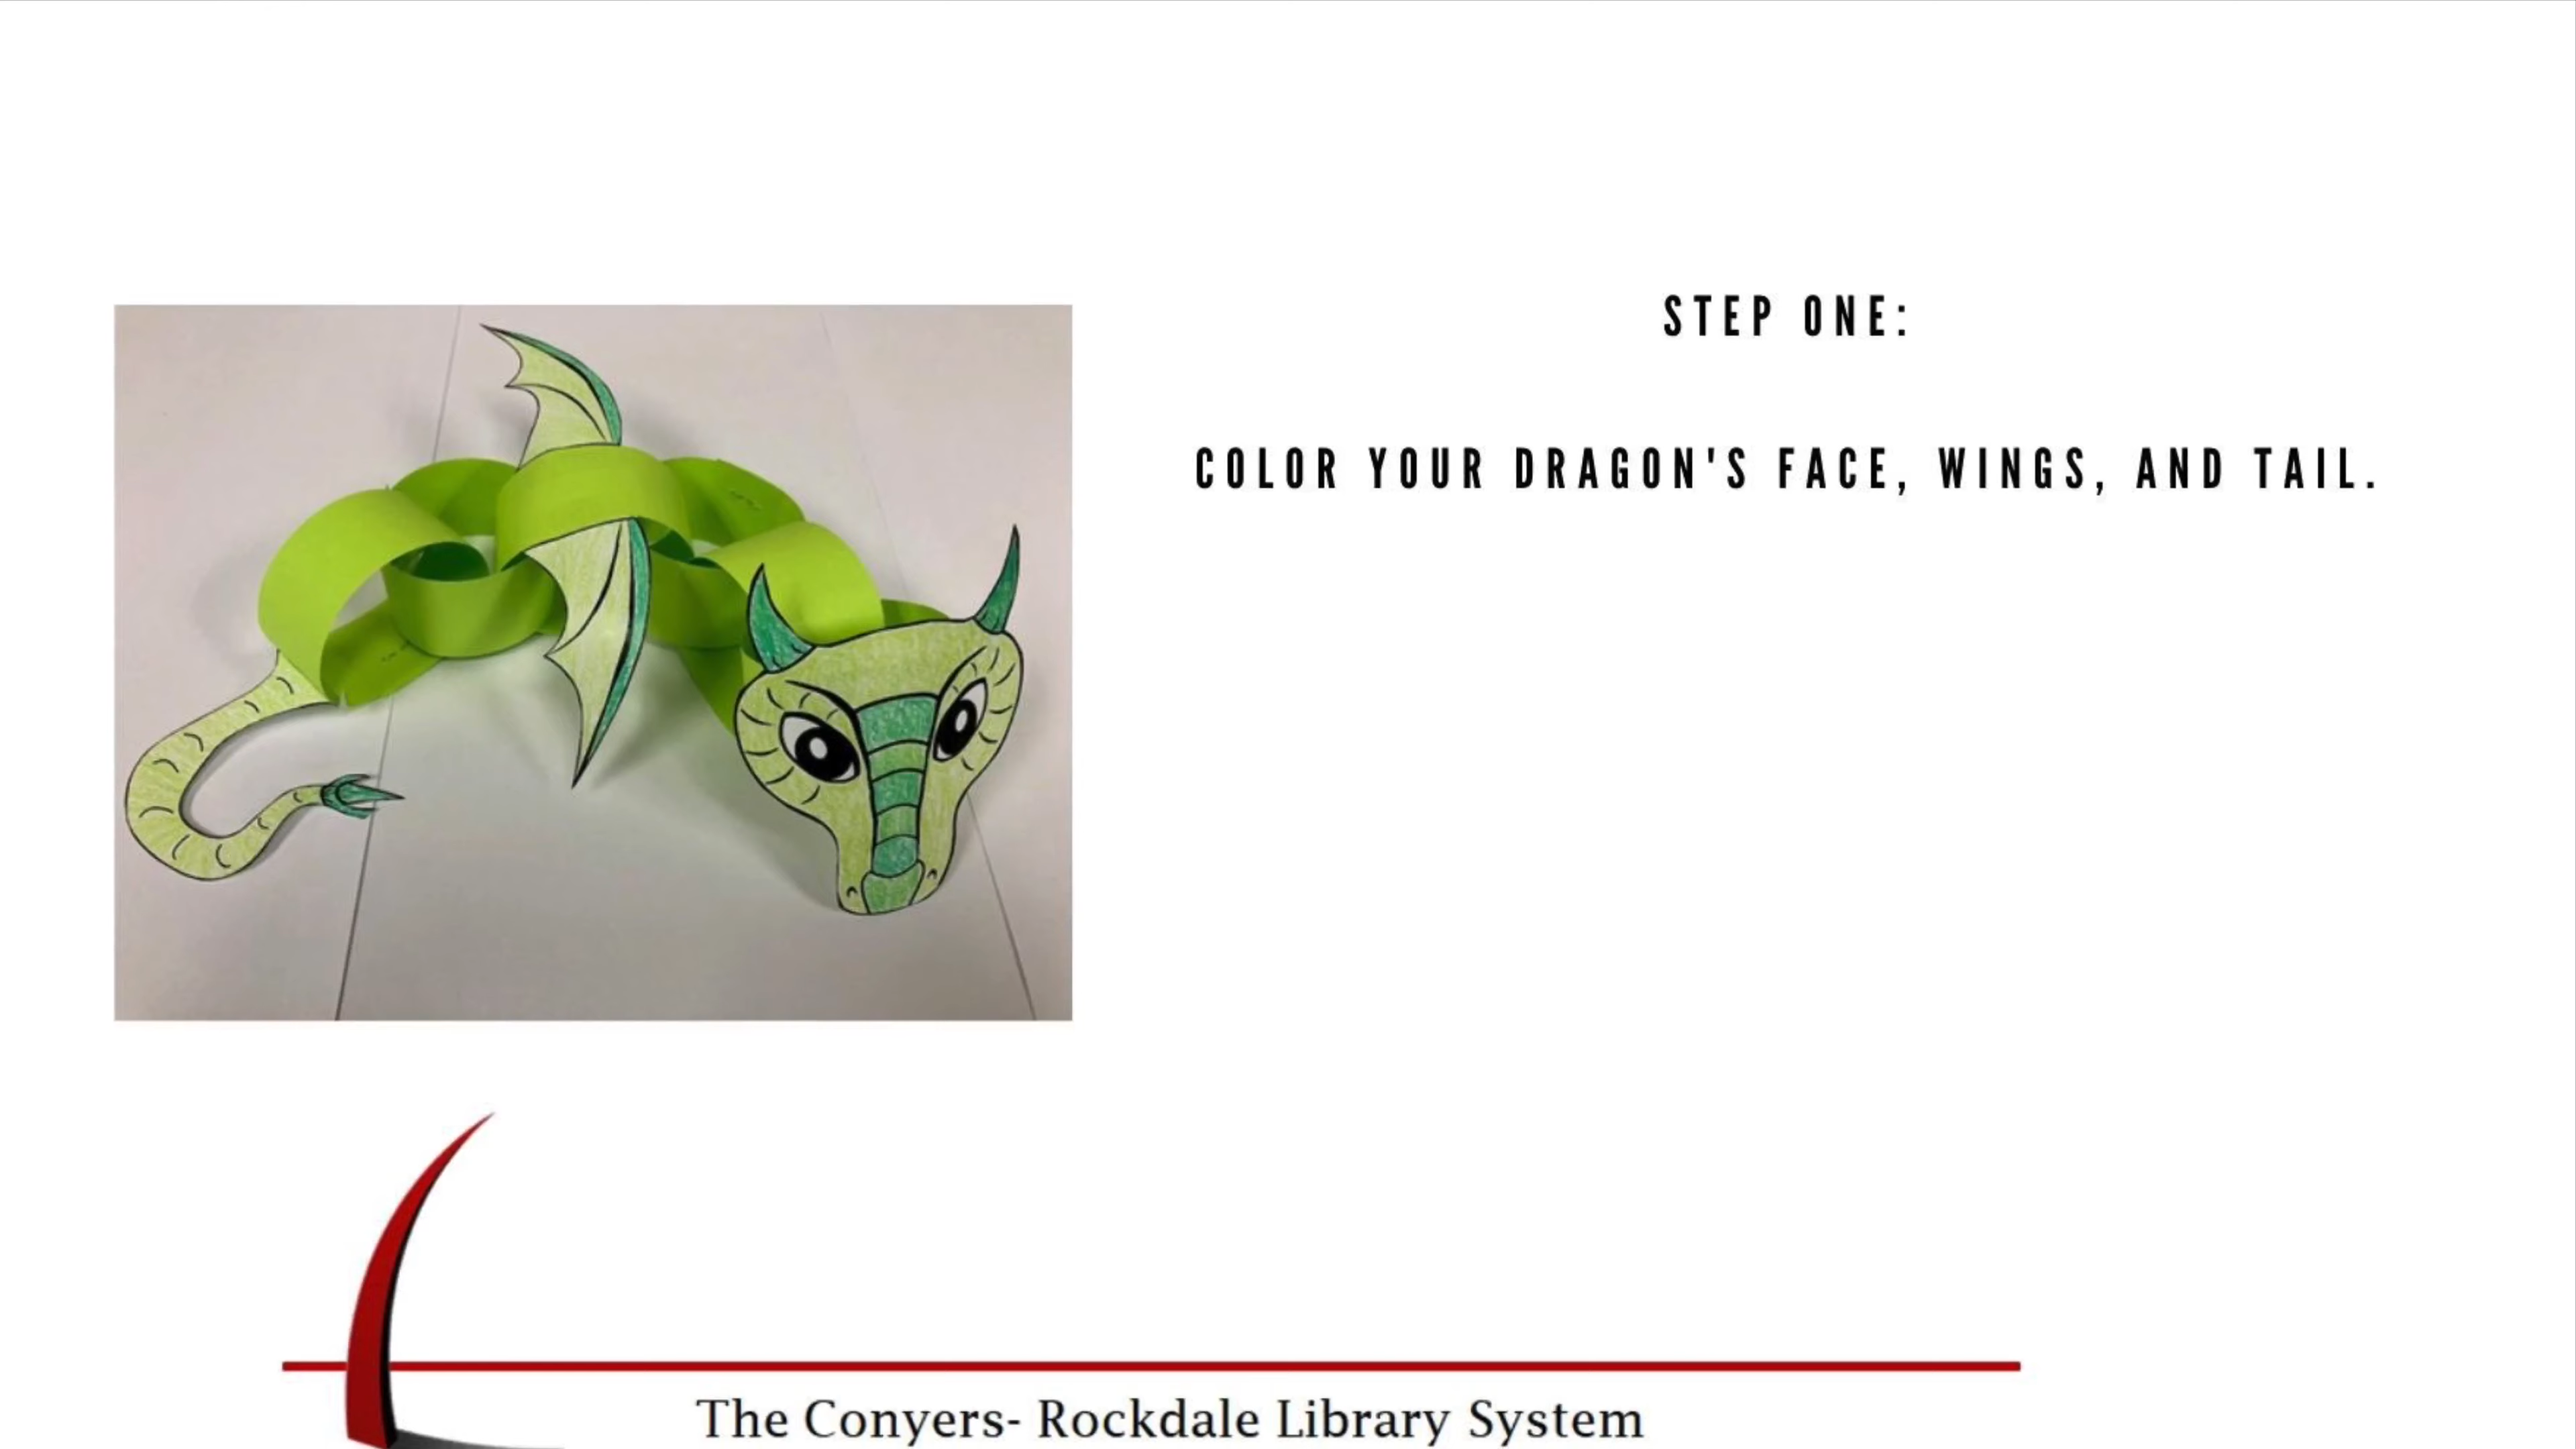 STEP ONE:
COLOR YOUR DRAGON'S FACE, WINGS, AND TAIL.
The Conyers- Rockdale Library System